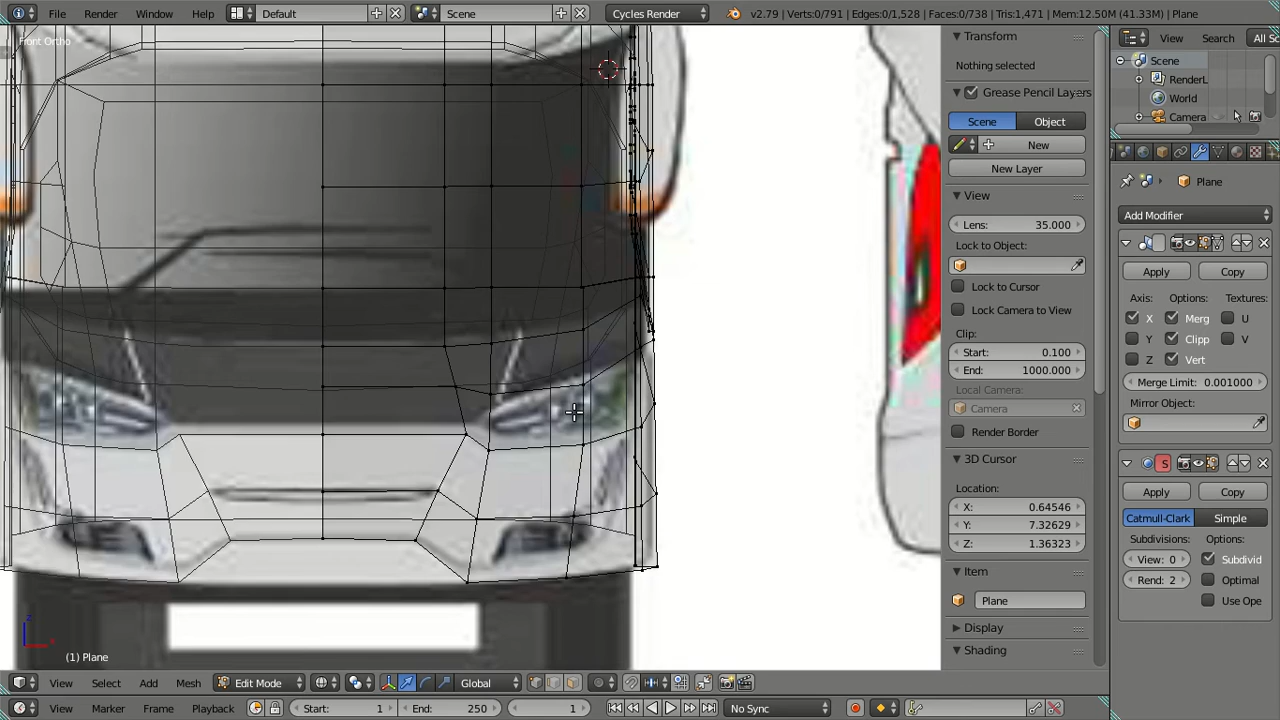 File Render Window Help Default Scene Cycles Render v2.79 | Verts:0/791 | Edges:0/1,528 | Faces:0/738 | Tris:1,471 | Mem:12.50M (41.33M) | Plane
Front Ortho
(1) Plane
Transform
Nothing selected
Grease Pencil Layers
Scene Object
New
New Layer
View
Lens: 35.000
Lock to Object:
Lock to Cursor
Lock Camera to View
Clip:
Start: 0.100
End: 1000.000
Local Camera:
Camera
Render Border
3D Cursor
Location:
X: 0.64546
Y: 7.32629
Z: 1.36323
Item
Plane
Display
Shading
View Search All Sc
Scene
RenderL
World
Camera
Plane
Add Modifier
Apply Copy
Axis: Options: Textures:
X Merg U
Y Clipp V
Z Vert
Merge Limit: 0.001000
Mirror Object:
S
Apply Copy
Catmull-Clark Simple
Subdivisions: Options:
View: 0 Subdivid
Rend: 2 Optimal
Use Ope
View Select Add Mesh Edit Mode Global
View Marker Frame Playback Start: 1 End: 250 1 No Sync